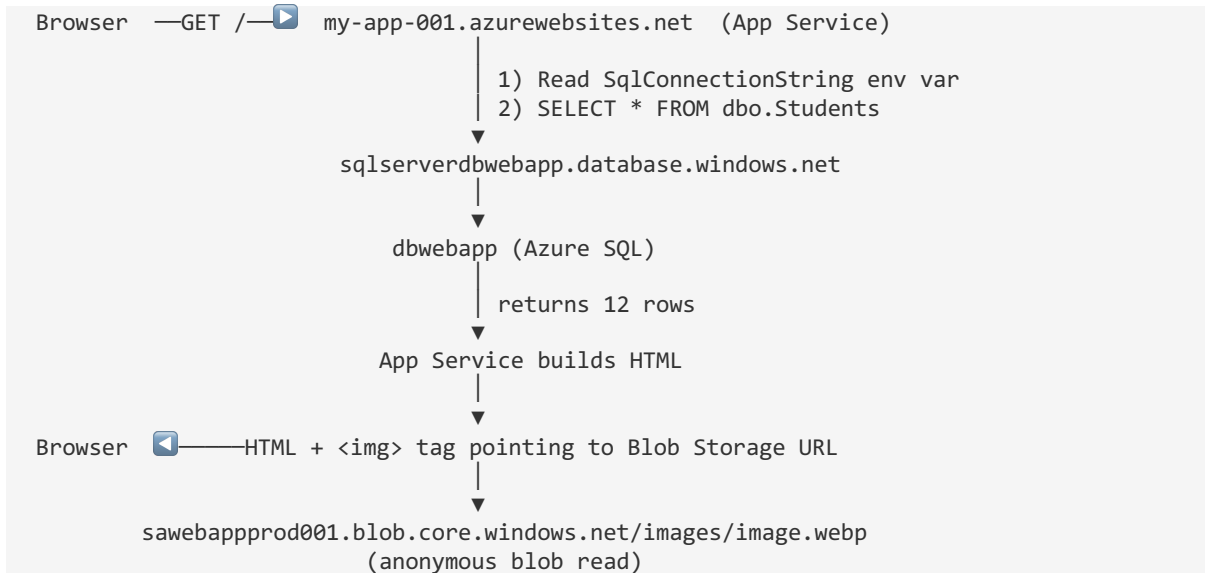 Browser ──GET /──▶ my-app-001.azurewebsites.net (App Service)
1) Read SqlConnectionString env var
2) SELECT * FROM dbo.Students
sqlserverdbwebapp.database.windows.net
dbwebapp (Azure SQL)
returns 12 rows
App Service builds HTML
Browser ◀─────HTML + <img> tag pointing to Blob Storage URL
sawebappprod001.blob.core.windows.net/images/image.webp
(anonymous blob read)